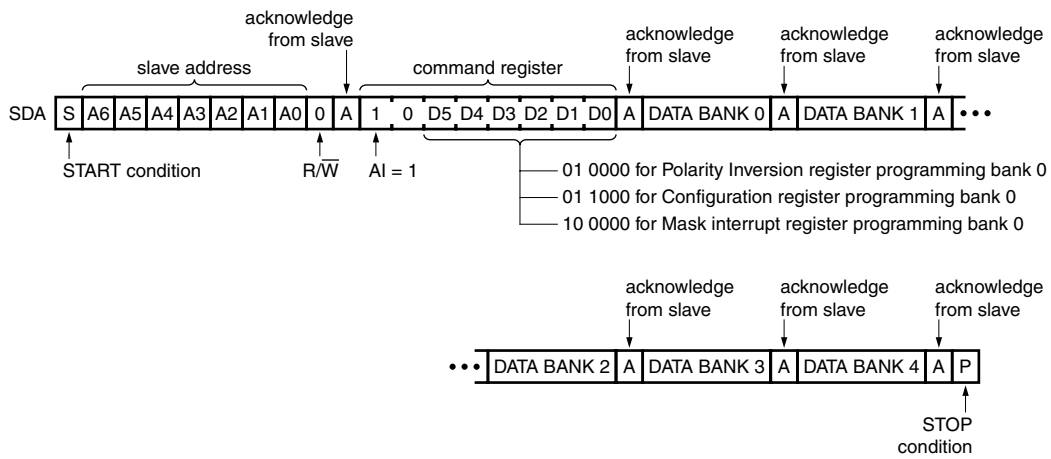 acknowledge
from slave
acknowledge
from slave
acknowledge
from slave
acknowledge
from slave
slave address
command register
SDA S A6 A5 A4 A3 A2 A1 A0 0 A 1 0 D5 D4 D3 D2 D1 D0 A DATA BANK 0 A DATA BANK 1 A •••
START condition
R/W̅
AI = 1
01 0000 for Polarity Inversion register programming bank 0
01 1000 for Configuration register programming bank 0
10 0000 for Mask interrupt register programming bank 0
acknowledge
from slave
acknowledge
from slave
acknowledge
from slave
••• DATA BANK 2 A DATA BANK 3 A DATA BANK 4 A P
STOP
condition